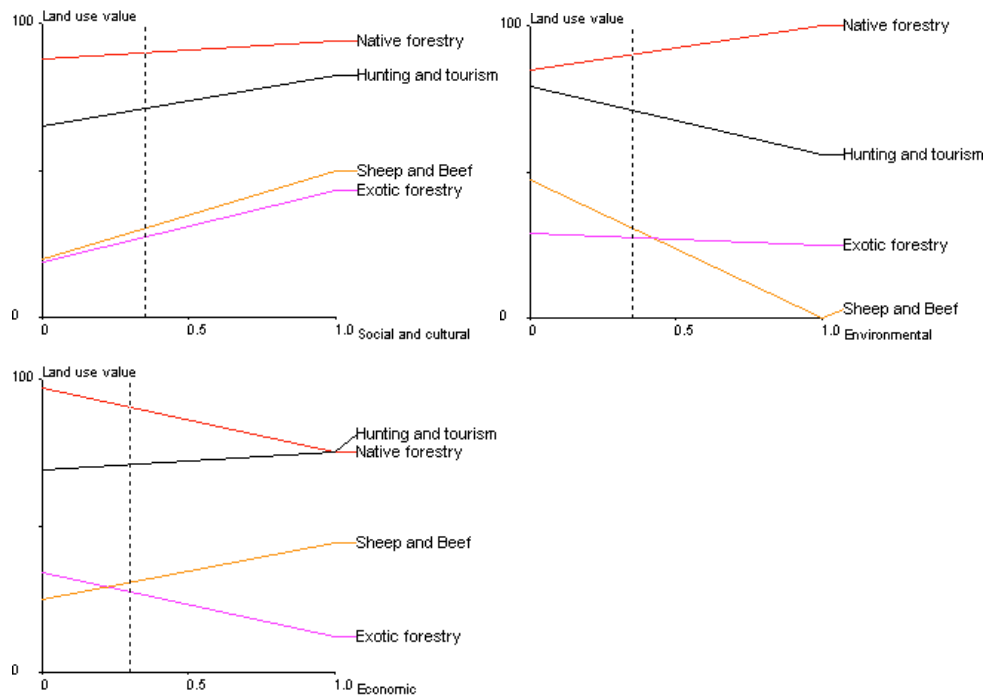 Land use value
100
Native forestry
Hunting and tourism
Sheep and Beef
Exotic forestry
0
0 0.5 1.0 Social and cultural
Land use value
100
Native forestry
Hunting and tourism
Exotic forestry
Sheep and Beef
0
0 0.5 1.0 Environmental
Land use value
100
Hunting and tourism
Native forestry
Sheep and Beef
Exotic forestry
0
0 0.5 1.0 Economic